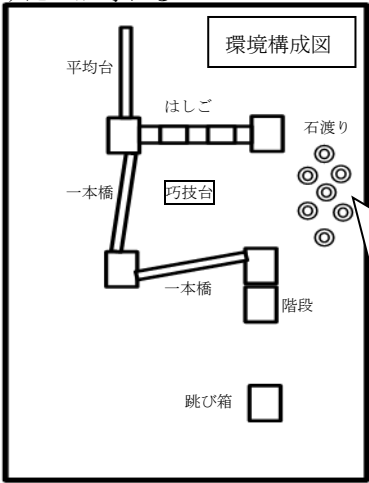 環境構成図
平均台
はしご
石渡り
一本橋
巧技台
一本橋
階段
跳び箱